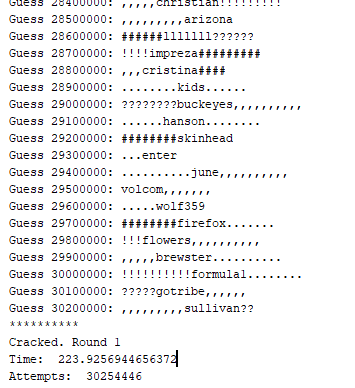 Guess 28400000: ,,,,,christian!!!!!!!!!
Guess 28500000: ,,,,,,,,,arizona
Guess 28600000: ######lllllll??????
Guess 28700000: !!!!impreza#########
Guess 28800000: ,,,cristina####
Guess 28900000: ........kids......
Guess 29000000: ????????buckeyes,,,,,,,,,,
Guess 29100000: ......hanson........
Guess 29200000: ########skinhead
Guess 29300000: ...enter
Guess 29400000: ..........june,,,,,,,,,,
Guess 29500000: volcom,,,,,,,
Guess 29600000: .....wolf359
Guess 29700000: ########firefox.......
Guess 29800000: !!!flowers,,,,,,,,,,
Guess 29900000: ,,,,,brewster..........
Guess 30000000: !!!!!!!!!!formula1........
Guess 30100000: ?????gotribe,,,,,,
Guess 30200000: ,,,,,,,,,sullivan??
**********
Cracked. Round 1
Time:  223.9256944656372
Attempts:  30254446